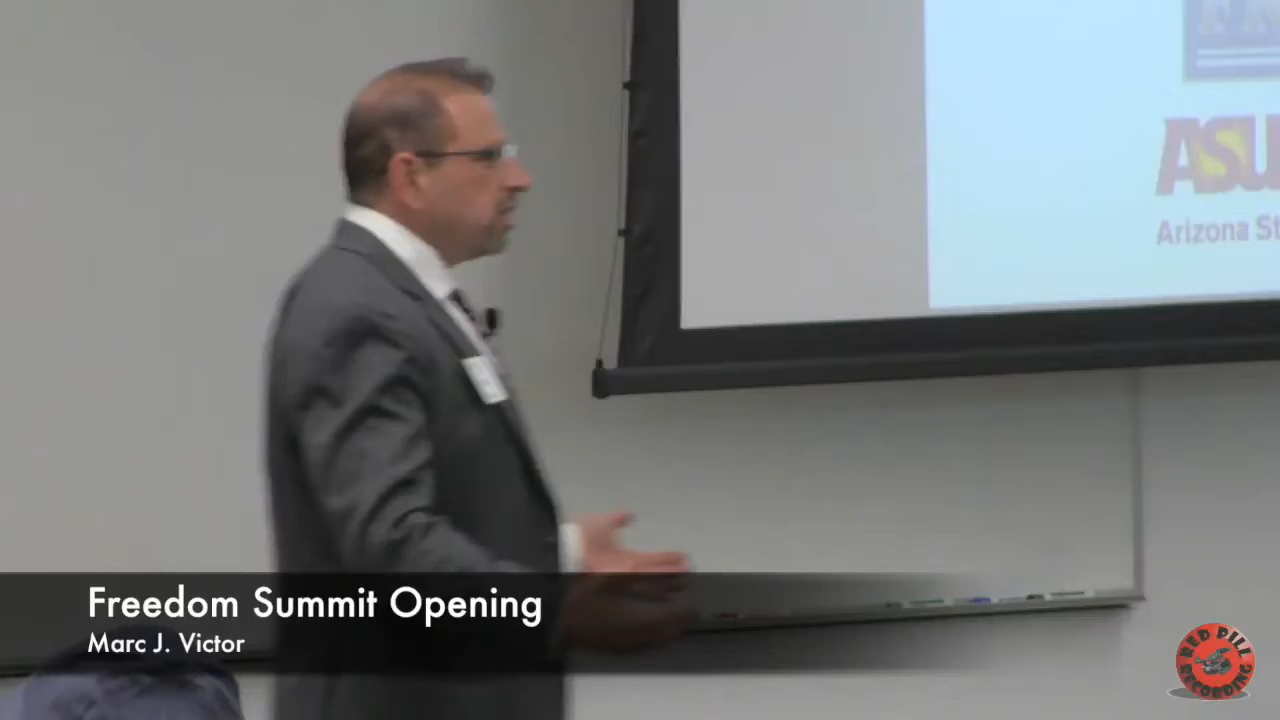 ASU
Arizona St
Freedom Summit Opening
Marc J. Victor
RED PILL
RECORDING